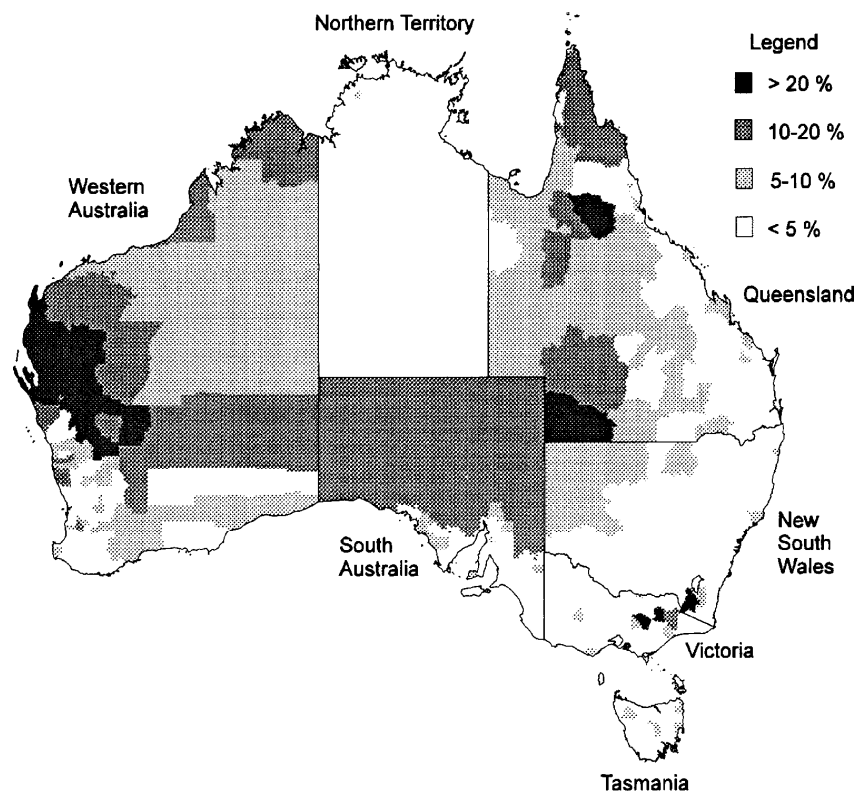 Northern Territory
Legend
> 20 %
10-20 %
5-10 %
< 5 %
Western
Australia
Queensland
South
Australia
New
South
Wales
Victoria
Tasmania